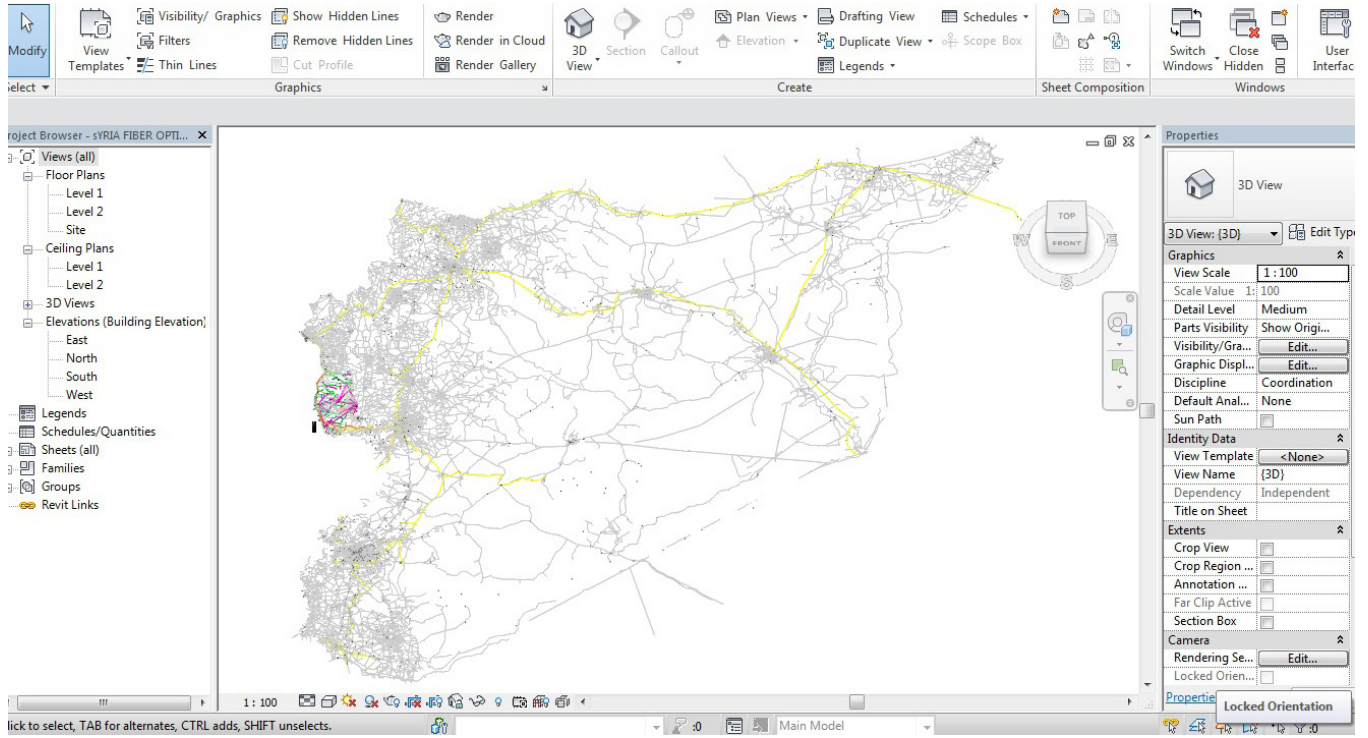 Modify
View
Templates
Visibility/ Graphics
Filters
Thin Lines
Show Hidden Lines
Remove Hidden Lines
Cut Profile
Render
Render in Cloud
Render Gallery
3D
View
Section
Callout
Plan Views
Elevation
Drafting View
Duplicate View
Legends
Schedules
Scope Box
Switch
Windows
Close
Hidden
User
Interfac
elect
Graphics
Create
Sheet Composition
Windows
roject Browser - sYRIA FIBER OPTI...
Views (all)
Floor Plans
Level 1
Level 2
Site
Ceiling Plans
Level 1
Level 2
3D Views
Elevations (Building Elevation)
East
North
South
West
Legends
Schedules/Quantities
Sheets (all)
Families
Groups
Revit Links
TOP
FRONT
W
E
S
Properties
3D View
3D View: {3D}
Edit Type
Graphics
View Scale 1 : 100
Scale Value 1: 100
Detail Level Medium
Parts Visibility Show Origi...
Visibility/Gra... Edit...
Graphic Displ... Edit...
Discipline Coordination
Default Anal... None
Sun Path
Identity Data
View Template <None>
View Name {3D}
Dependency Independent
Title on Sheet
Extents
Crop View
Crop Region ...
Annotation ...
Far Clip Active
Section Box
Camera
Rendering Se... Edit...
Locked Orien...
Propertie
Locked Orientation
1 : 100
lick to select, TAB for alternates, CTRL adds, SHIFT unselects.
:0
Main Model
:0